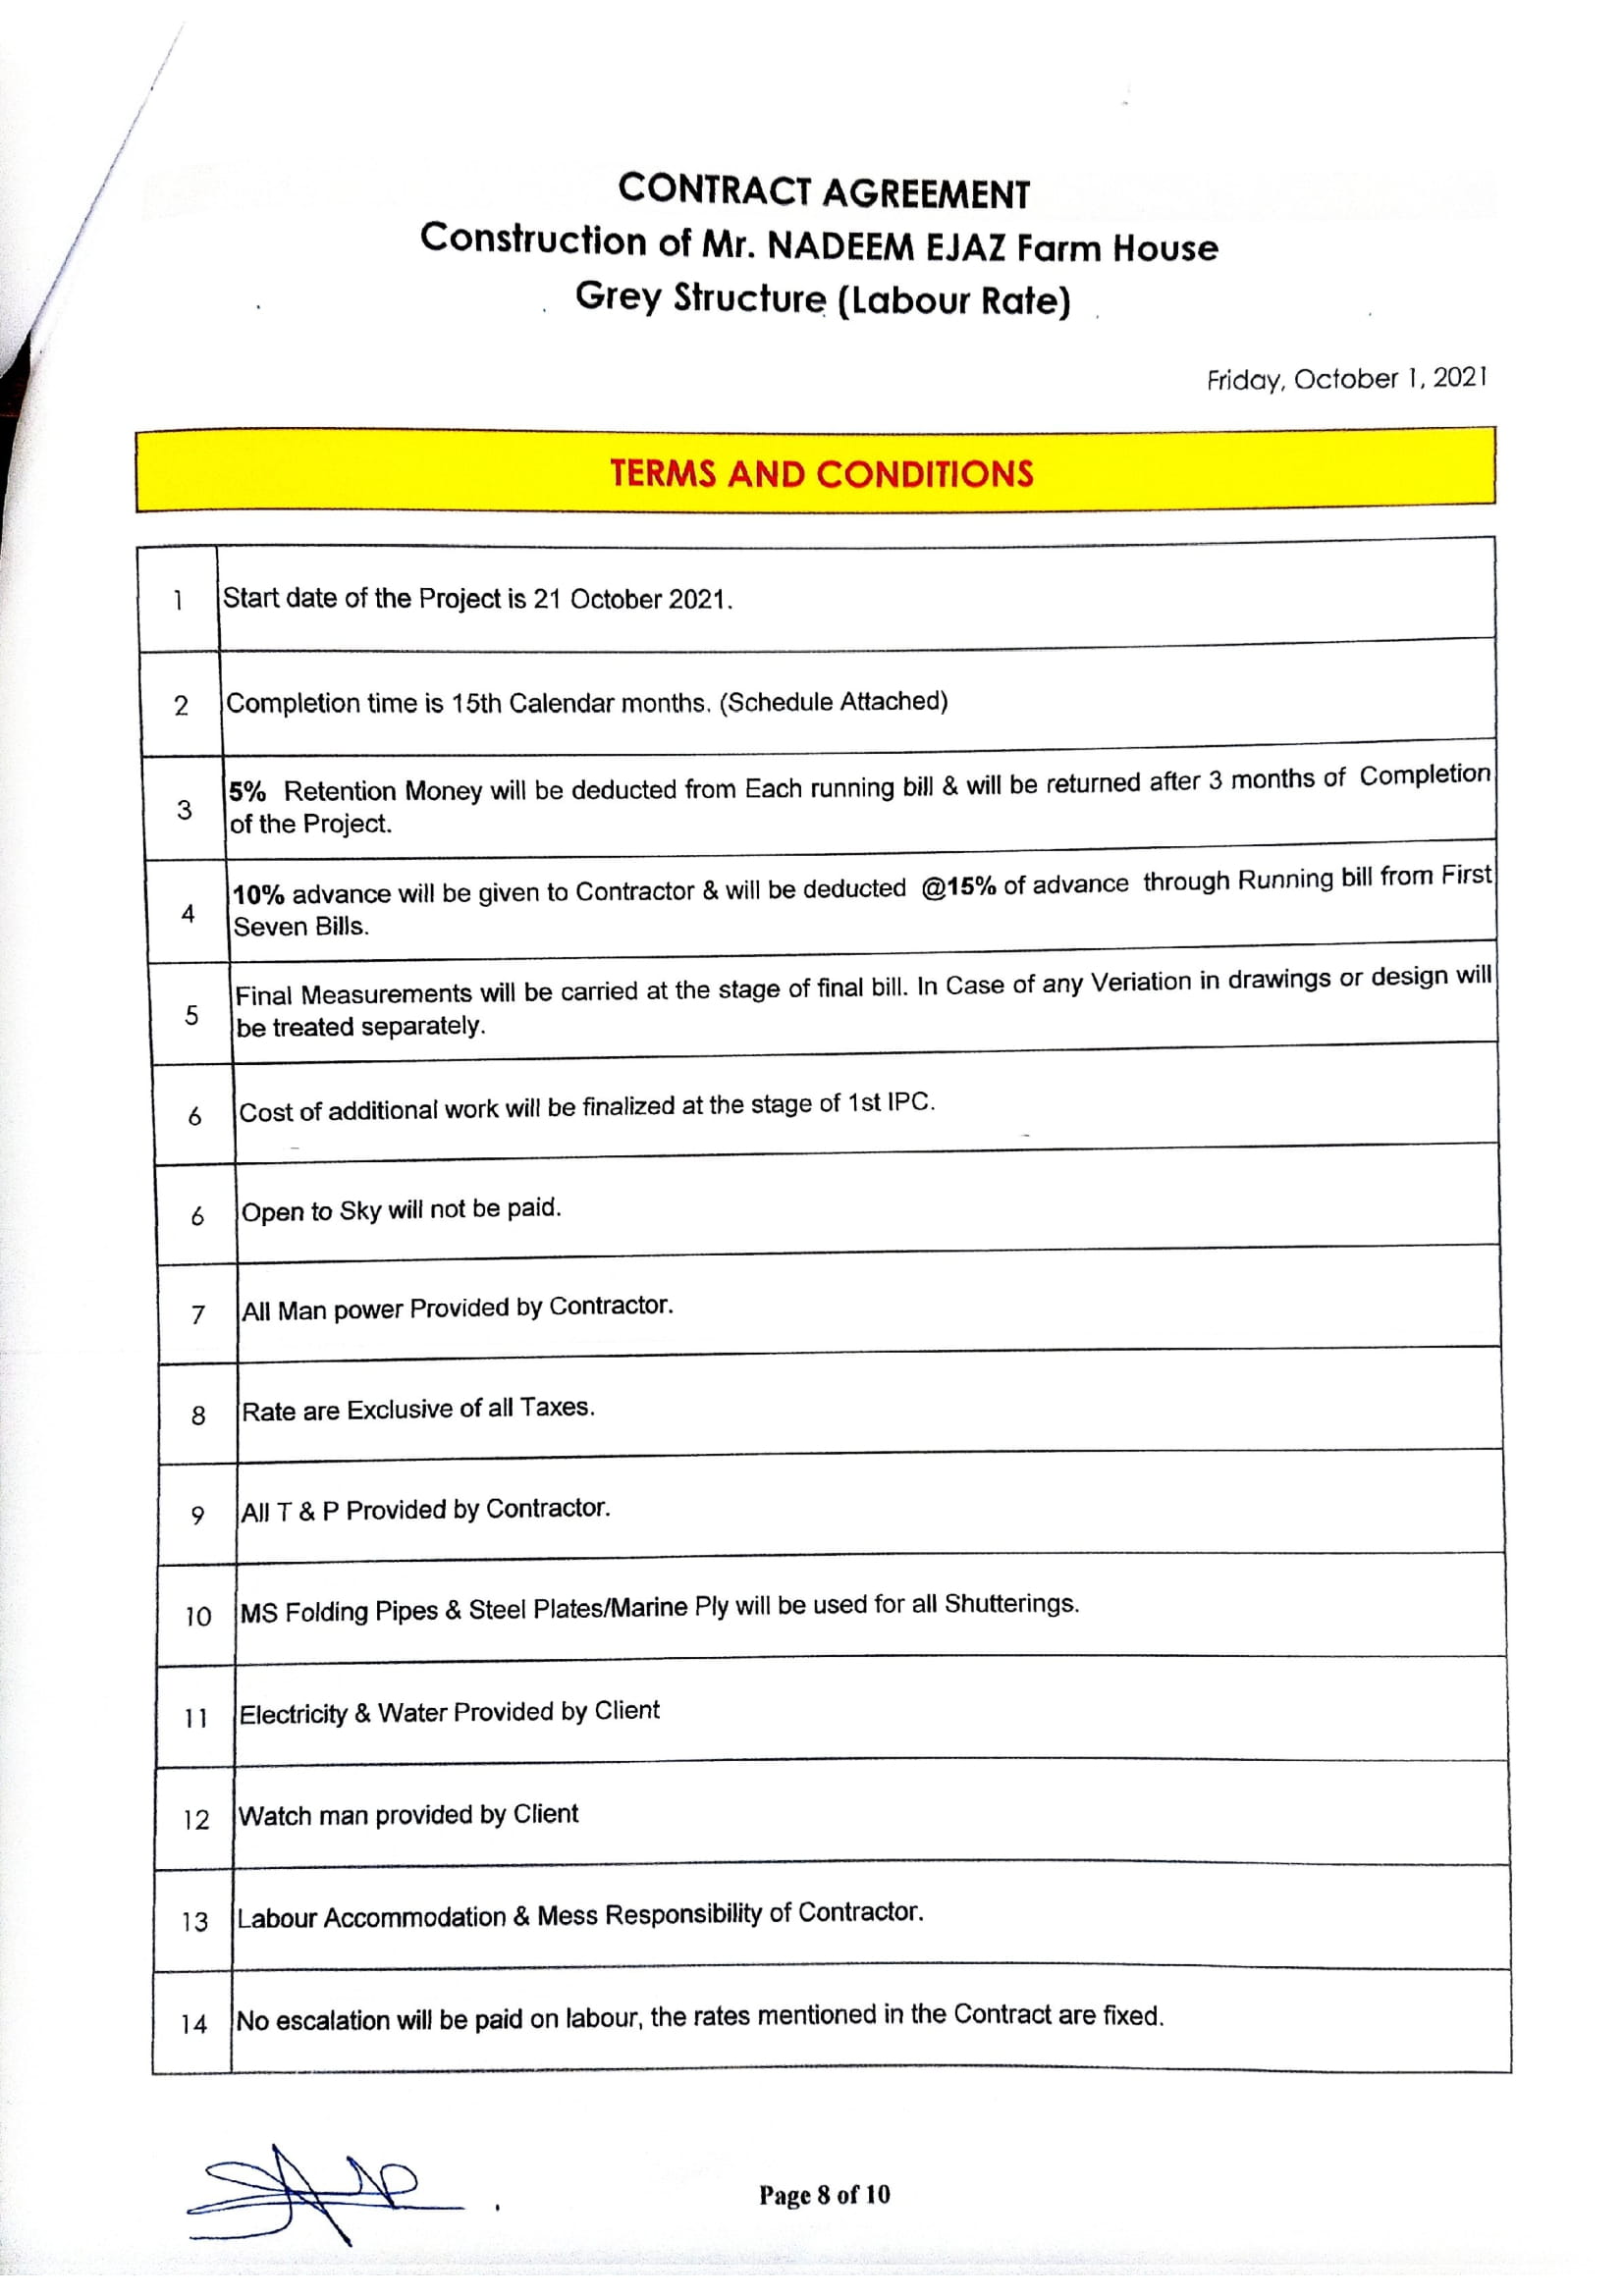 CONTRACT AGREEMENT
Construction of Mr. NADEEM EJAZ Farm House
Grey Structure (Labour Rate)
Friday, October 1, 2021
TERMS AND CONDITIONS
1 Start date of the Project is 21 October 2021.
2 Completion time is 15th Calendar months. (Schedule Attached)
3 5% Retention Money will be deducted from Each running bill & will be returned after 3 months of Completion
of the Project.
4 10% advance will be given to Contractor & will be deducted @15% of advance through Running bill from First
Seven Bills.
5 Final Measurements will be carried at the stage of final bill. In Case of any Veriation in drawings or design will
be treated separately.
6 Cost of additional work will be finalized at the stage of 1st IPC.
6 Open to Sky will not be paid.
7 All Man power Provided by Contractor.
8 Rate are Exclusive of all Taxes.
9 All T & P Provided by Contractor.
10 MS Folding Pipes & Steel Plates/Marine Ply will be used for all Shutterings.
11 Electricity & Water Provided by Client
12 Watch man provided by Client
13 Labour Accommodation & Mess Responsibility of Contractor.
14 No escalation will be paid on labour, the rates mentioned in the Contract are fixed.
Page 8 of 10